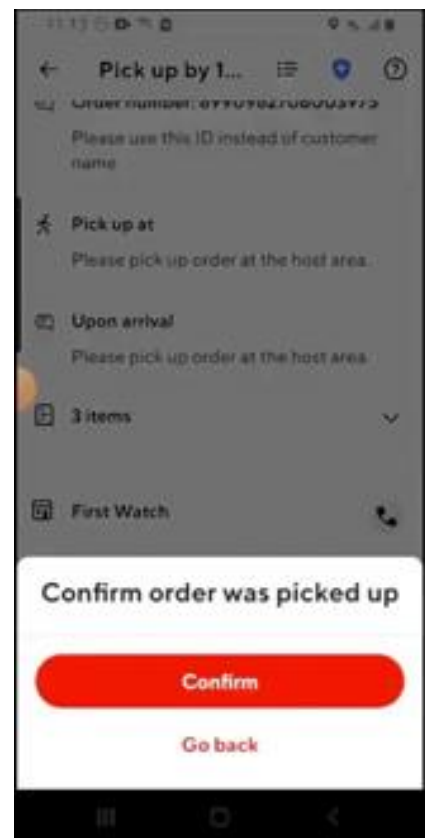 Pick up by 1...
Please use this ID instead of customer
name
Pick up at
Please pick up order at the host area.
Upon arrival
Please pick up order at the host area.
3 items
First Watch
Confirm order was picked up
Confirm
Go back